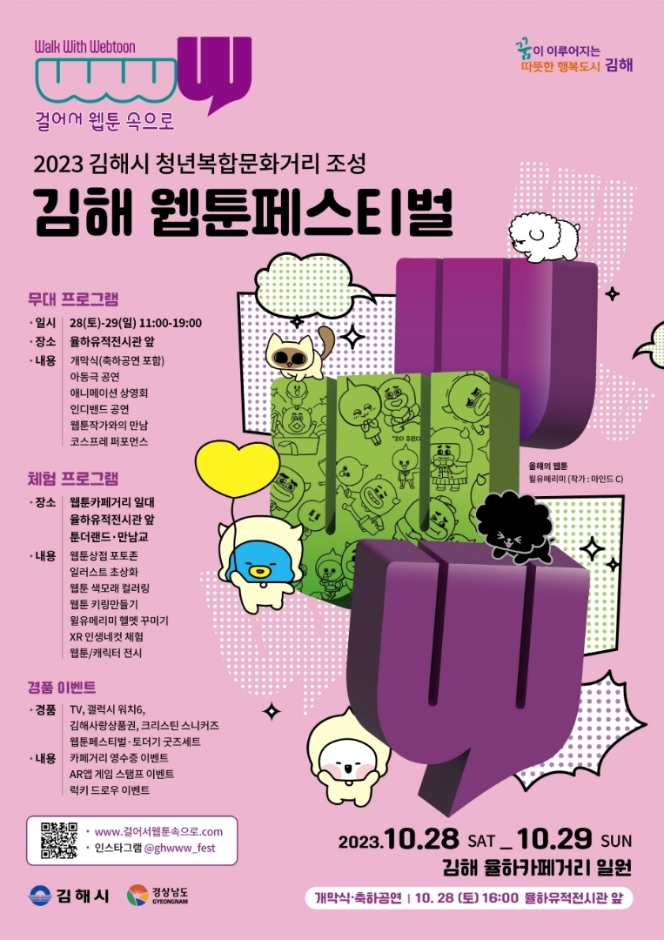 Walk With Webtoon
WWW
걸어서 웹툰 속으로
꿈이 이루어지는
따뜻한 행복도시 김해
2023 김해시 청년복합문화거리 조성
김해 웹툰페스티벌
무대 프로그램
· 일시 28(토)-29(일) 11:00-19:00
· 장소 율하유적전시관 앞
· 내용 개막식(축하공연 포함)
아동극 공연
애니메이션 상영회
인디밴드 공연
웹툰작가와의 만남
코스프레 퍼포먼스
올해의 웹툰
윌유메리미 (작가 : 마인드 C)
체험 프로그램
· 장소 웹툰카페거리 일대
율하유적전시관 앞
툰더랜드·만남교
· 내용 웹툰상점 포토존
일러스트 초상화
웹툰 색모래 컬러링
웹툰 키링만들기
윌유메리미 헬멧 꾸미기
XR 인생네컷 체험
웹툰/캐릭터 전시
경품 이벤트
· 경품 TV, 갤럭시 워치6,
김해사랑상품권, 크리스틴 스니커즈
웹툰페스티벌·토더기 굿즈세트
· 내용 카페거리 영수증 이벤트
AR앱 게임 스탬프 이벤트
럭키 드로우 이벤트
· www.걸어서웹툰속으로.com
· 인스타그램 @ghwww_fest
2023.10.28 SAT _ 10.29 SUN
김해 율하카페거리 일원
개막식·축하공연 | 10. 28 (토) 16:00 율하유적전시관 앞
김해시
경상남도
GYEONGNAM